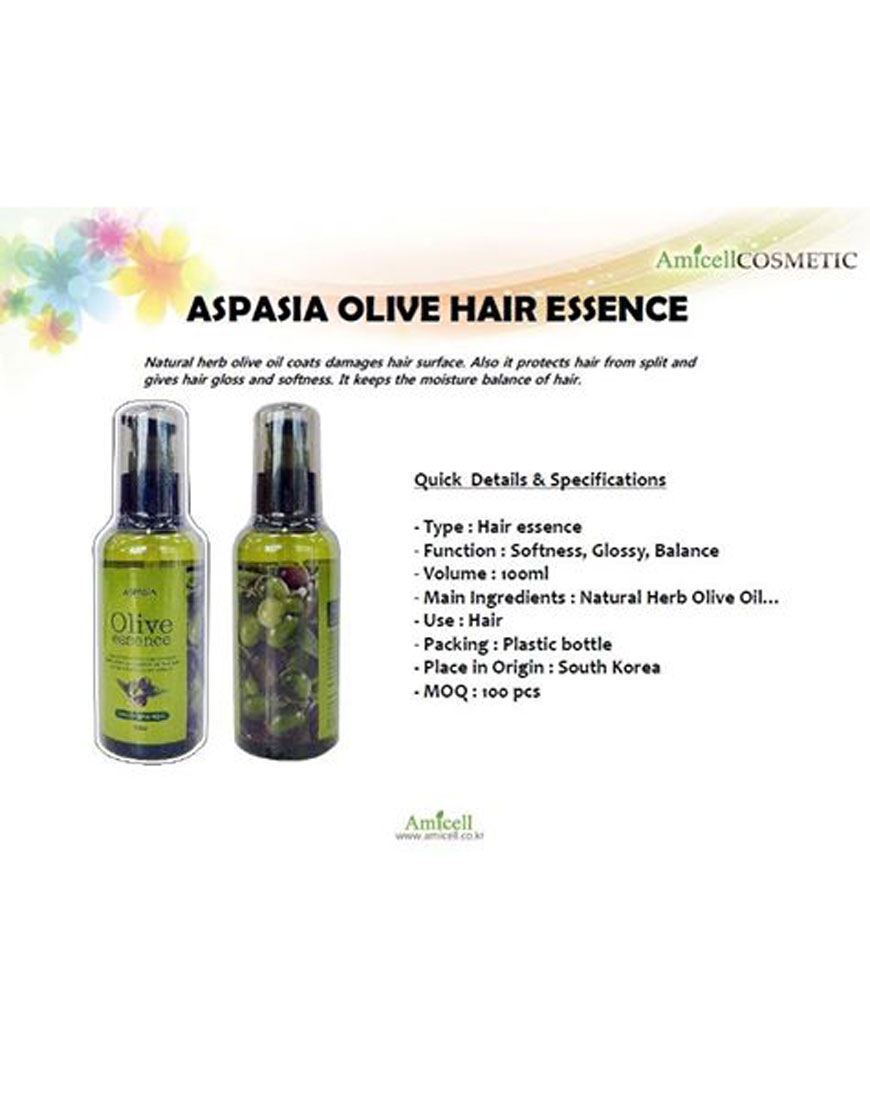 AmicellCOSMETIC
ASPASIA OLIVE HAIR ESSENCE
Natural herb olive oil coats damages hair surface. Also it protects hair from split and
gives hair gloss and softness. It keeps the moisture balance of hair.
Quick Details & Specifications
- Type : Hair essence
- Function : Softness, Glossy, Balance
- Volume : 100ml
- Main Ingredients : Natural Herb Olive Oil...
- Use : Hair
- Packing : Plastic bottle
- Place in Origin : South Korea
- MOQ : 100 pcs
ASPASIA
Olive
essence
Amicell
www.amicell.co.kr